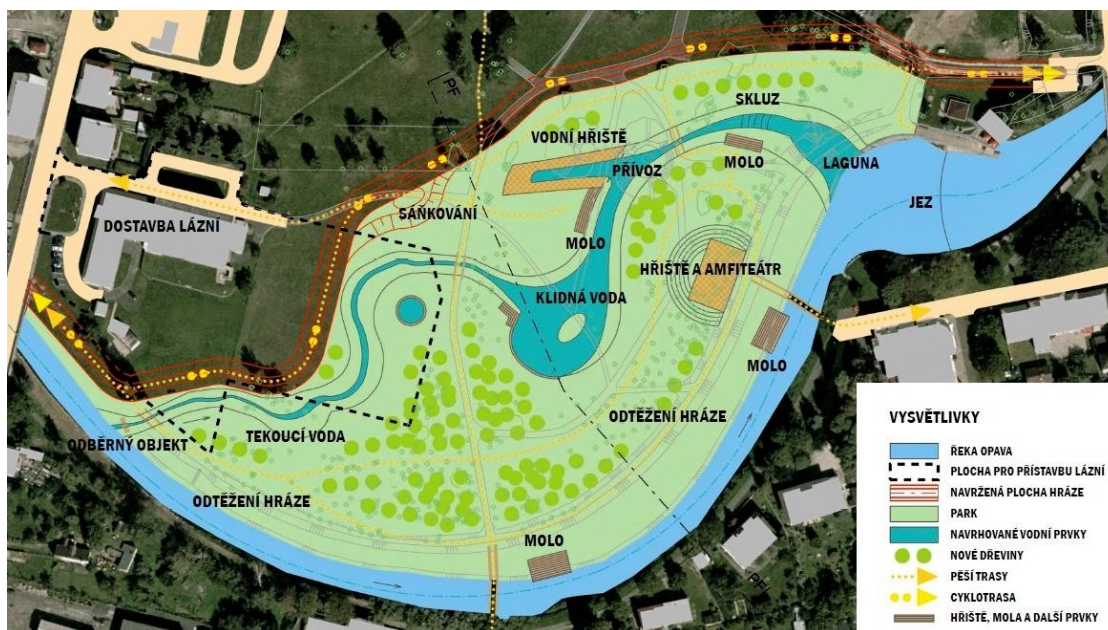 PF
SKLUZ
VODNÍ HŘIŠTĚ
PŘÍVOZ
MOLO
LAGUNA
SÁŇKOVÁNÍ
JEZ
DOSTAVBA LÁZNÍ
MOLO
HŘIŠTĚ A AMFITEÁTR
KLIDNÁ VODA
MOLO
ODTĚŽENÍ HRÁZE
TEKOUCÍ VODA
ODBĚRNÝ OBJEKT
ODTĚŽENÍ HRÁZE
MOLO
PF
VYSVĚTLIVKY
ŘEKA OPAVA
PLOCHA PRO PŘÍSTAVBU LÁZNÍ
NAVRŽENÁ PLOCHA HRÁZE
PARK
NAVRHOVANÉ VODNÍ PRVKY
NOVÉ DŘEVINY
PĚŠÍ TRASY
CYKLOTRASA
HŘIŠTĚ, MOLA A DALŠÍ PRVKY